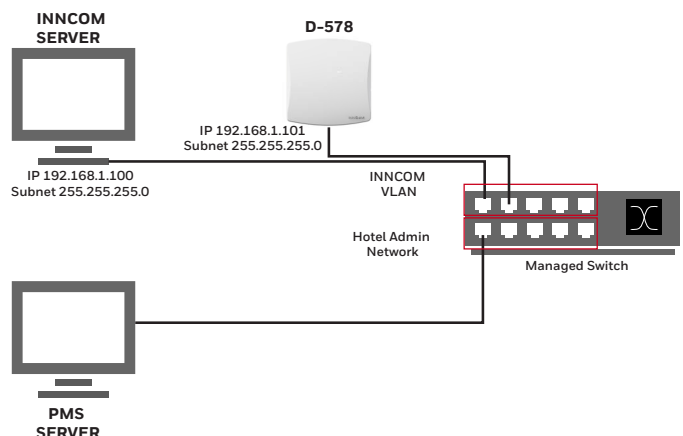 INNCOM
SERVER
D-578
IP 192.168.1.101
Subnet 255.255.255.0
IP 192.168.1.100
Subnet 255.255.255.0
INNCOM
VLAN
Hotel Admin
Network
Managed Switch
PMS
SERVER